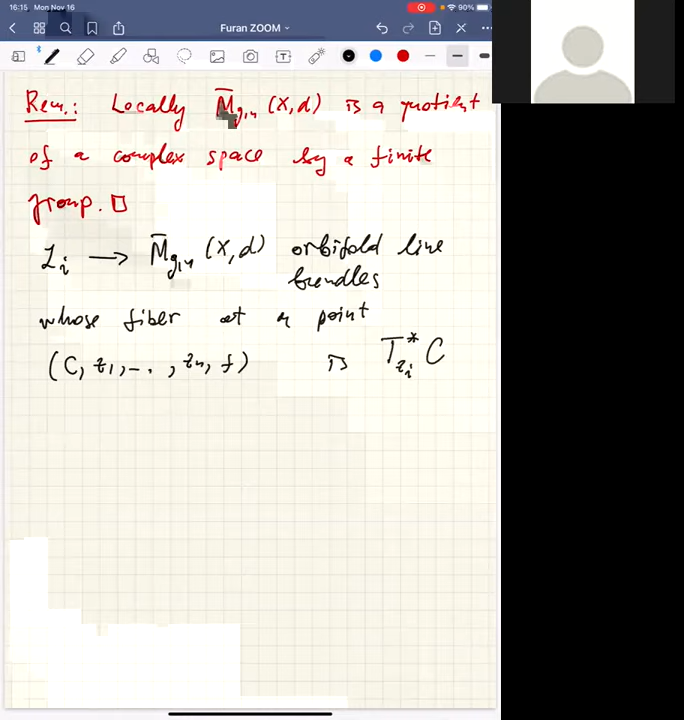 16:15 Mon Nov 16
90%
Furan ZOOM
Rem.: Locally M̅g,n (X,d) is a quotient
of a complex space by a finite
group. □
Li → M̅g,n (X,d) orbifold line
bundles
whose fiber at a point
(C, z1, ..., zn, f) is T*zi C